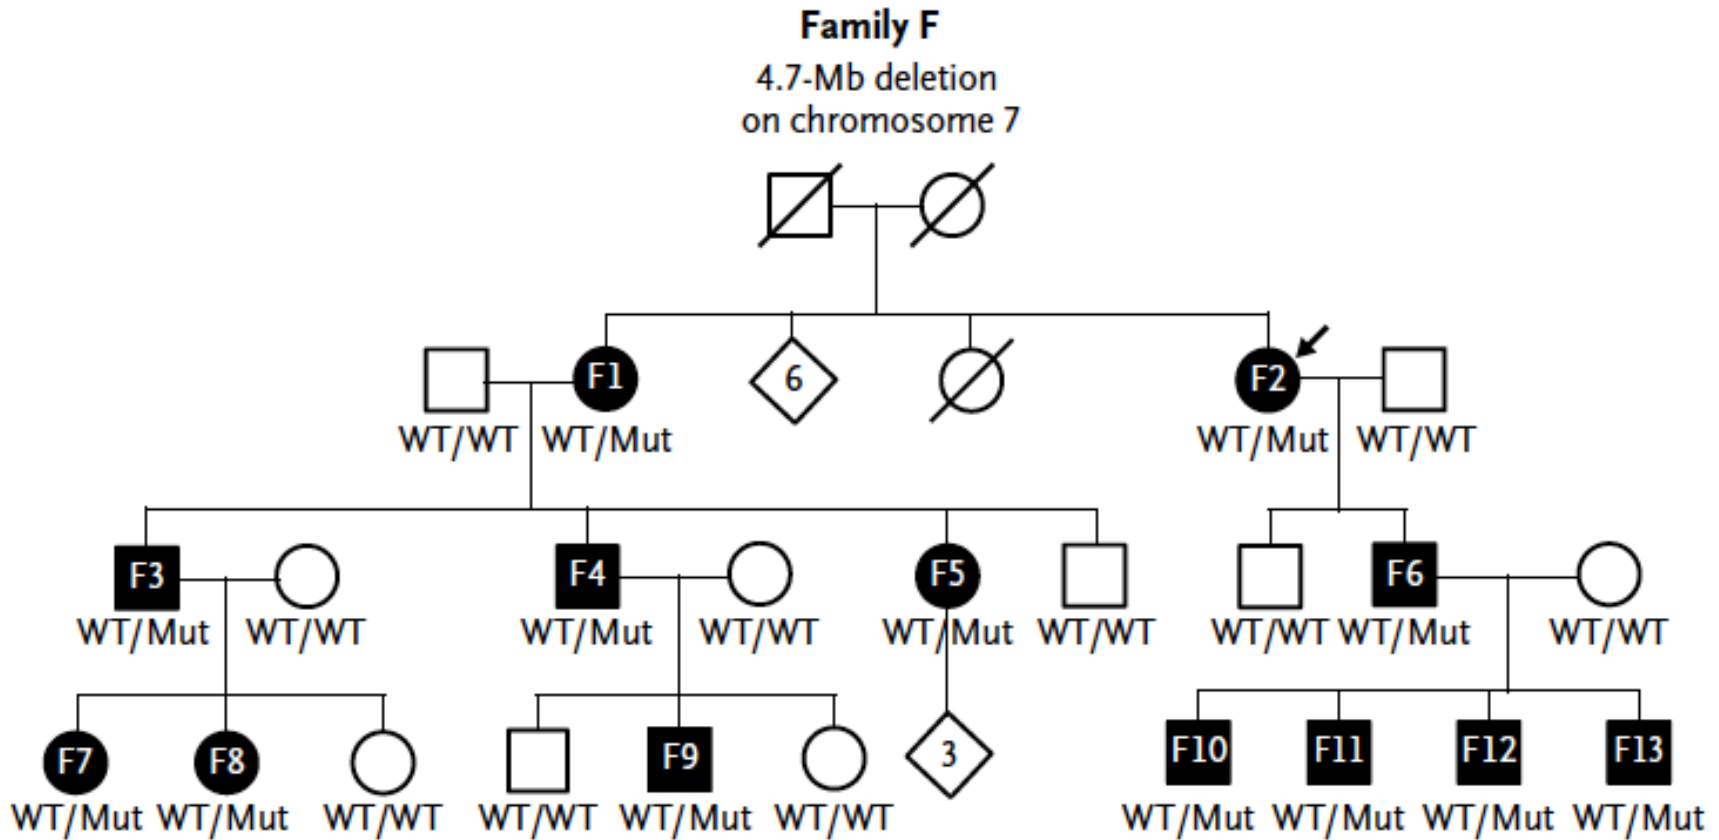 Family F
4.7-Mb deletion
on chromosome 7
F1 6 F2
WT/WT WT/Mut WT/Mut WT/WT
F3 F4 F5 F6
WT/Mut WT/WT WT/Mut WT/WT WT/Mut WT/WT WT/WT WT/Mut WT/WT
F7 F8 F9 3 F10 F11 F12 F13
WT/Mut WT/Mut WT/WT WT/WT WT/Mut WT/WT WT/Mut WT/Mut WT/Mut WT/Mut